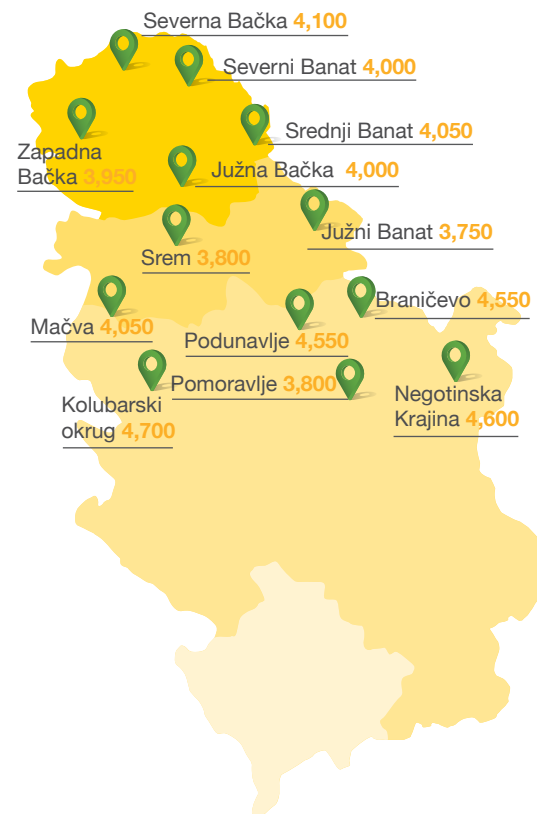 Severna Bačka 4,100
Severni Banat 4,000
Srednji Banat 4,050
Zapadna
Bačka 3,950
Južna Bačka 4,000
Južni Banat 3,750
Srem 3,800
Braničevo 4,550
Mačva 4,050
Podunavlje 4,550
Pomoravlje 3,800
Negotinska
Krajina 4,600
Kolubarski
okrug 4,700